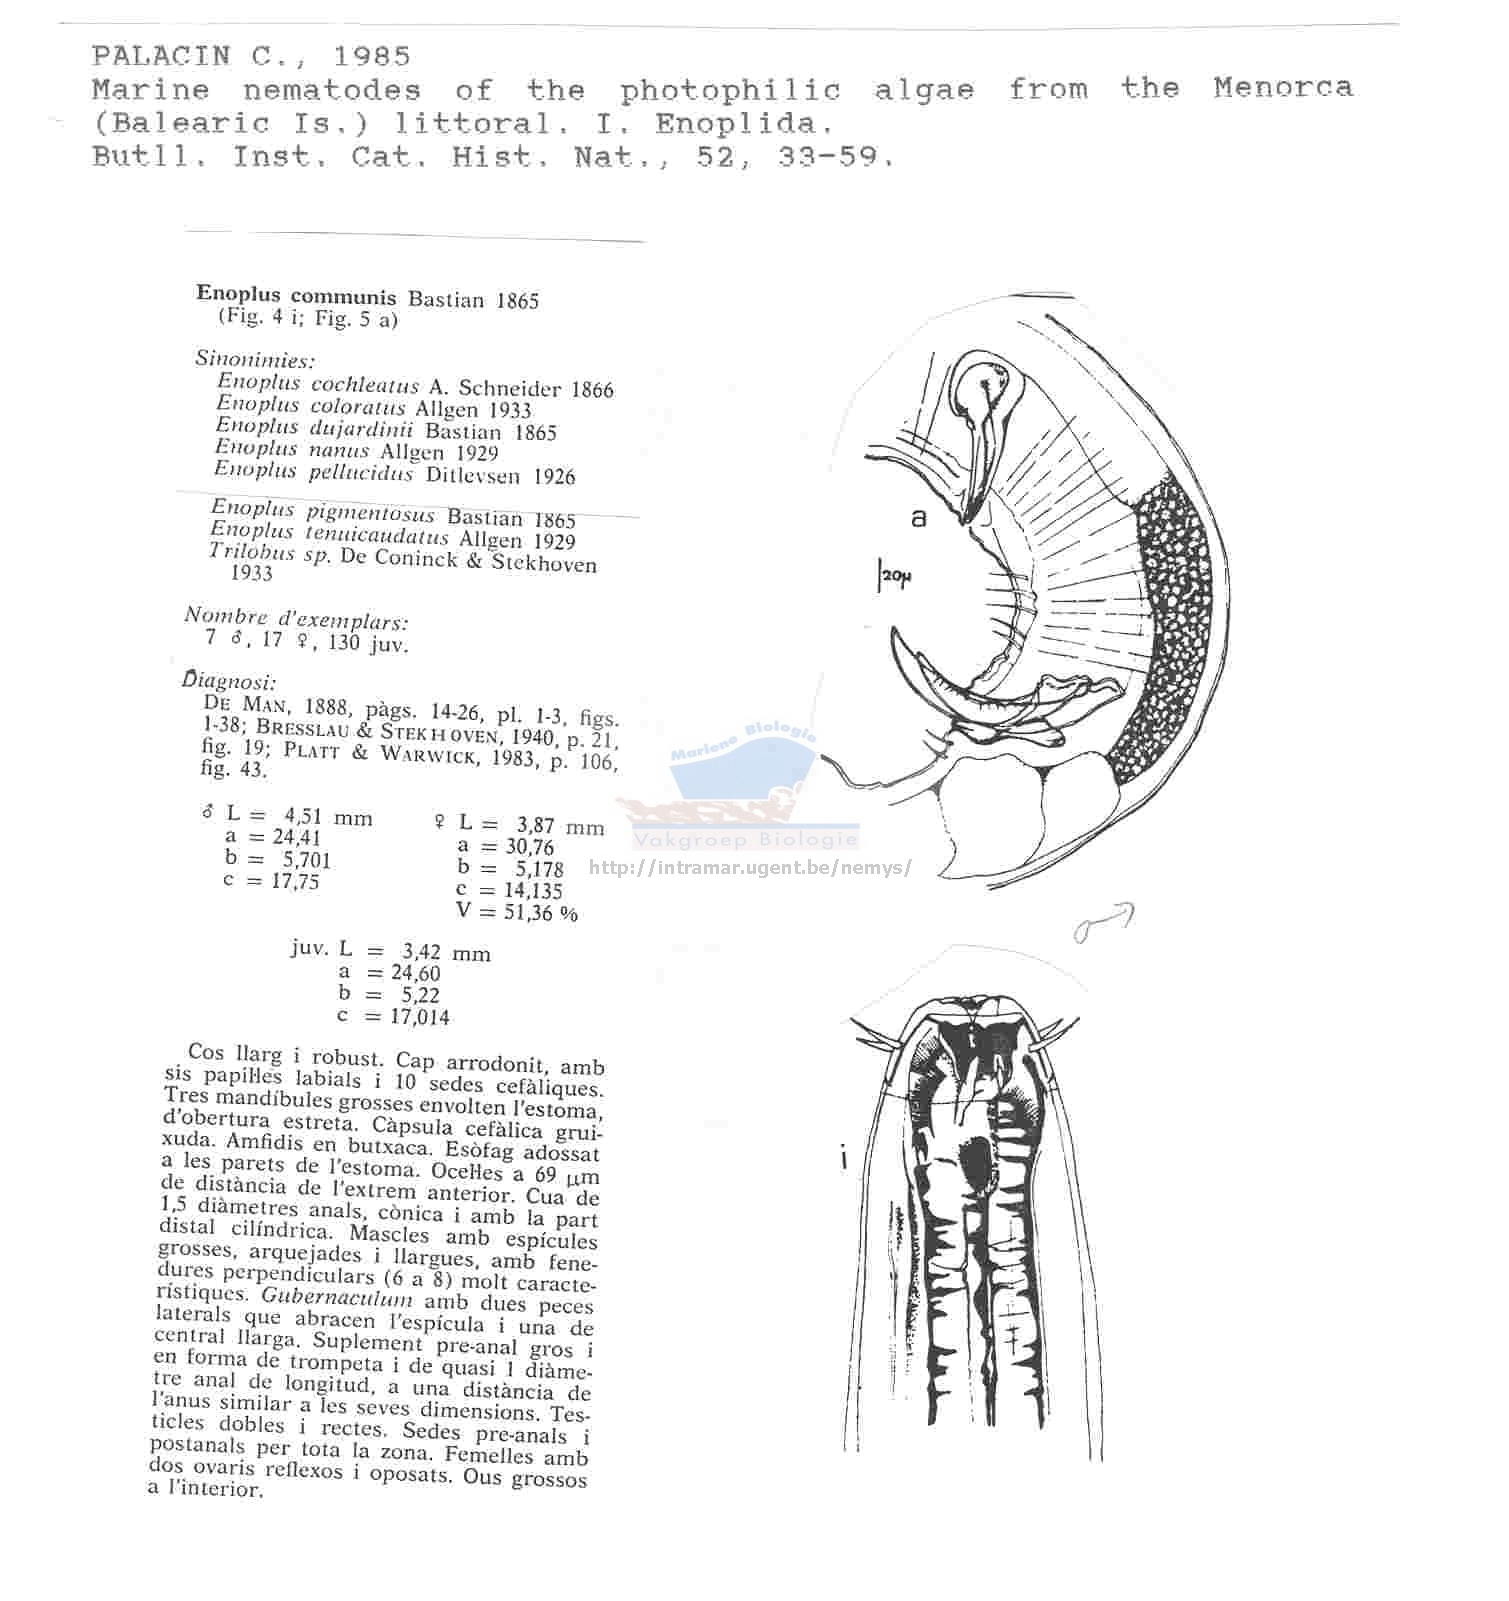 PALACIN C., 1985
Marine nematodes of the photophilic algae from the Menorca
(Balearic Is.) littoral. I. Enoplida.
Butll. Inst. Cat. Hist. Nat., 52, 33-59.
Enoplus communis Bastian 1865
(Fig. 4 i; Fig. 5 a)
Sinonimies:
Enoplus cochleatus A. Schneider 1866
Enoplus coloratus Allgen 1933
Enoplus dujardinii Bastian 1865
Enoplus nanus Allgen 1929
Enoplus pellucidus Ditlevsen 1926
Enoplus pigmentosus Bastian 1865
Enoplus tenuicaudatus Allgen 1929
Trilobus sp. De Coninck & Stekhoven
1933
Nombre d'exemplars:
7 ♂, 17 ♀, 130 juv.
Diagnosi:
DE MAN, 1888, pàgs. 14-26, pl. 1-3, figs.
1-38; BRESSLAU & STEKHOVEN, 1940, p. 21,
fig. 19; PLATT & WARWICK, 1983, p. 106,
fig. 43.
♂ L = 4,51 mm
a = 24,41
b = 5,701
c = 17,75
♀ L = 3,87 mm
a = 30,76
b = 5,178
c = 14,135
V = 51,36 %
juv. L = 3,42 mm
a = 24,60
b = 5,22
c = 17,014
Cos llarg i robust. Cap arrodonit, amb
sis papil·les labials i 10 sedes cefàliques.
Tres mandíbules grosses envolten l'estoma,
d'obertura estreta. Càpsula cefàlica grui-
xuda. Amfidis en butxaca. Esòfag adossat
a les parets de l'estoma. Ocel·les a 69 µm
de distància de l'extrem anterior. Cua de
1,5 diàmetres anals, cònica i amb la part
distal cilíndrica. Mascles amb espícules
grosses, arquejades i llargues, amb fene-
dures perpendiculars (6 a 8) molt caracte-
rístiques. Gubernaculum amb dues peces
laterals que abracen l'espícula i una de
central llarga. Suplement pre-anal gros i
en forma de trompeta i de quasi 1 diàme-
tre anal de longitud, a una distància de
l'anus similar a les seves dimensions. Tes-
ticles dobles i rectes. Sedes pre-anals i
postanals per tota la zona. Femelles amb
dos ovaris reflexos i oposats. Ous grossos
a l'interior.
a
20µ
Mariene Biologie
Vakgroep Biologie
http://intramar.ugent.be/nemys/
♂
i